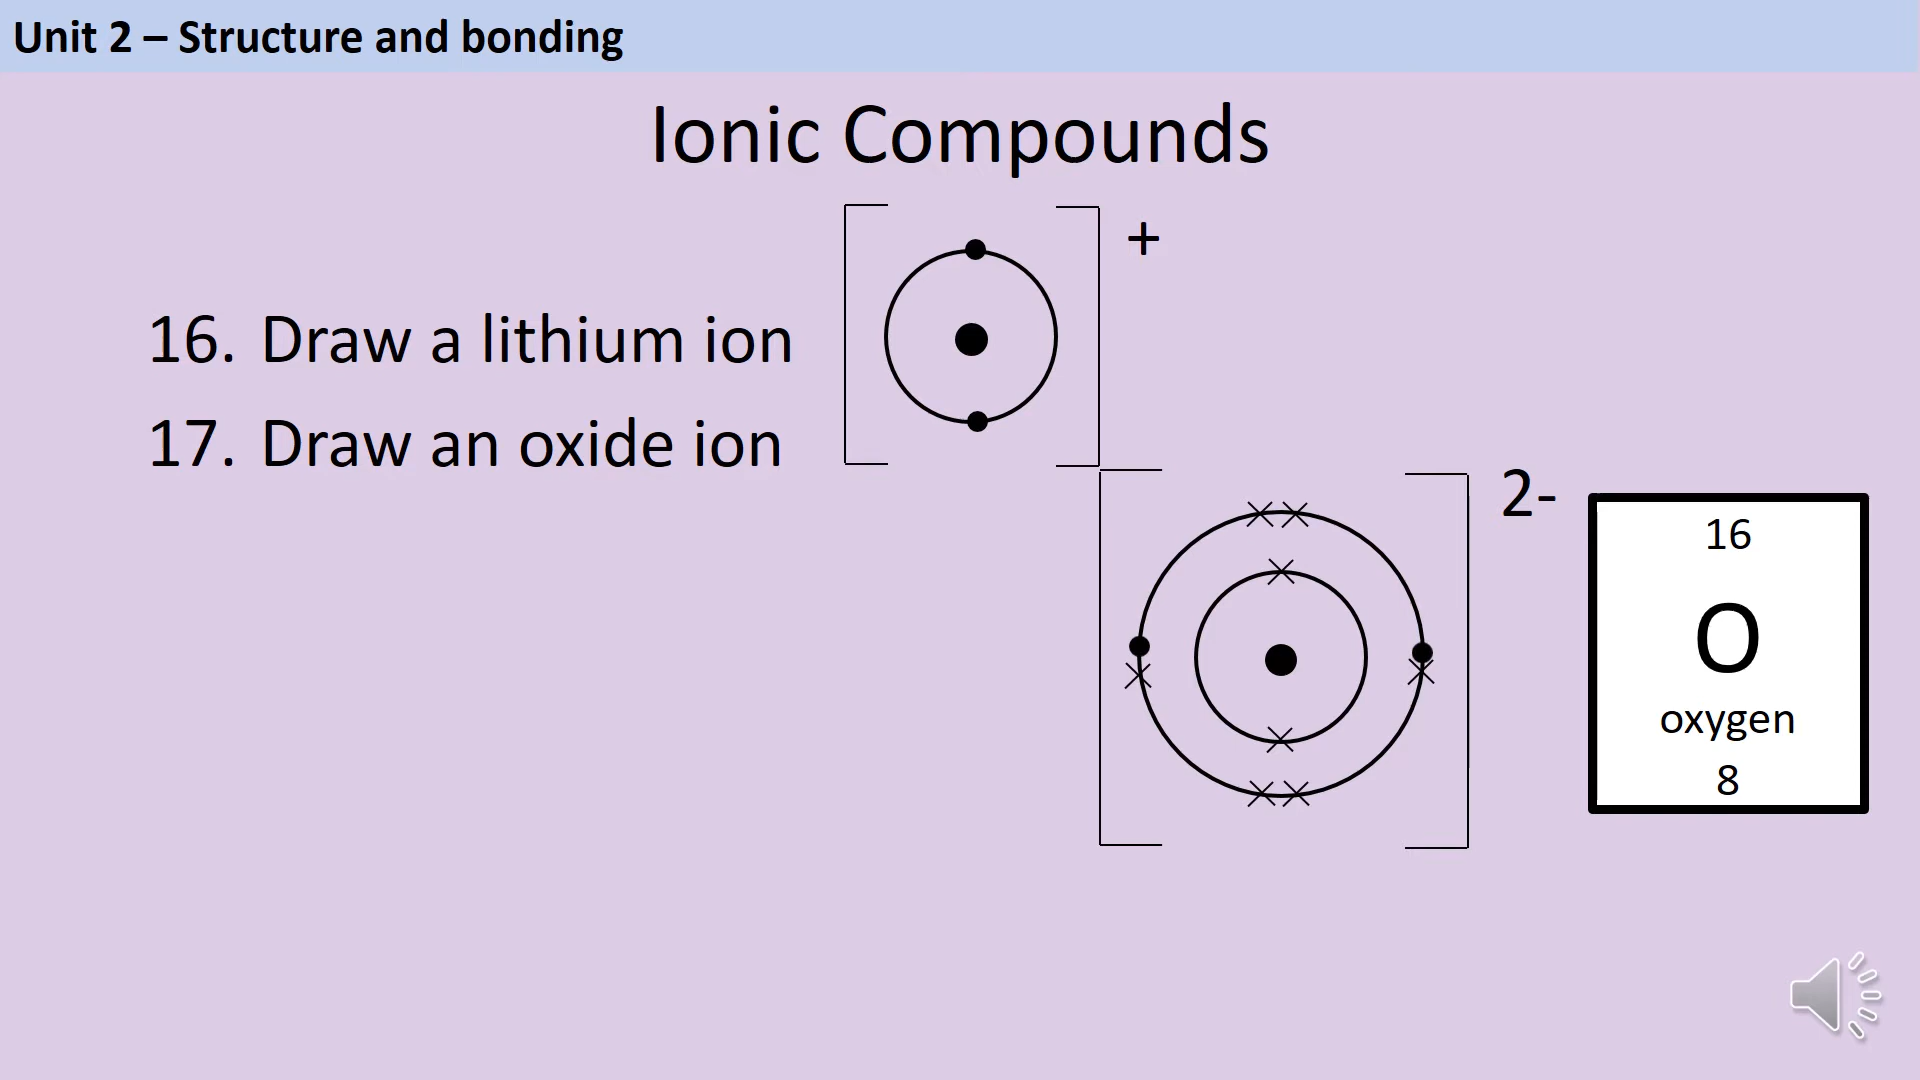 Unit 2 – Structure and bonding
Ionic Compounds
+
16. Draw a lithium ion
17. Draw an oxide ion
2-
16
O
oxygen
8